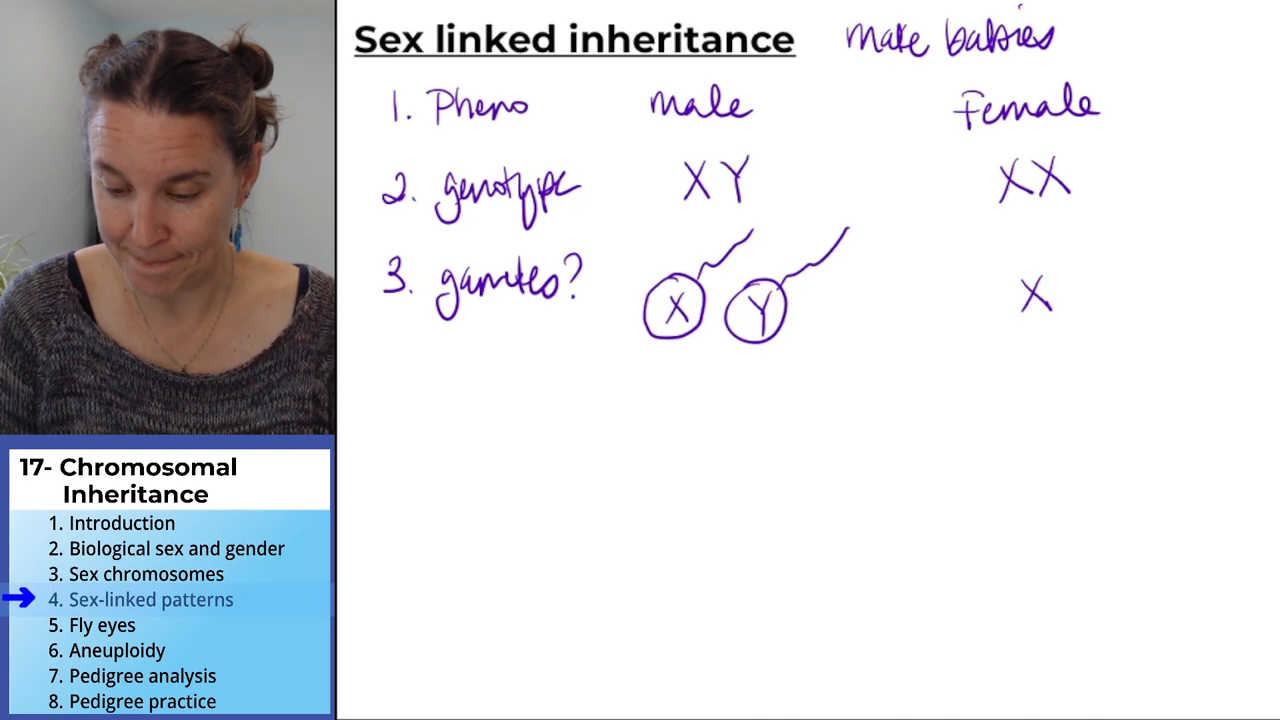 Sex linked inheritance make babies
1. Pheno male Female
2. genotype XY XX
3. gametes? X Y X
17- Chromosomal
Inheritance
1. Introduction
2. Biological sex and gender
3. Sex chromosomes
4. Sex-linked patterns
5. Fly eyes
6. Aneuploidy
7. Pedigree analysis
8. Pedigree practice